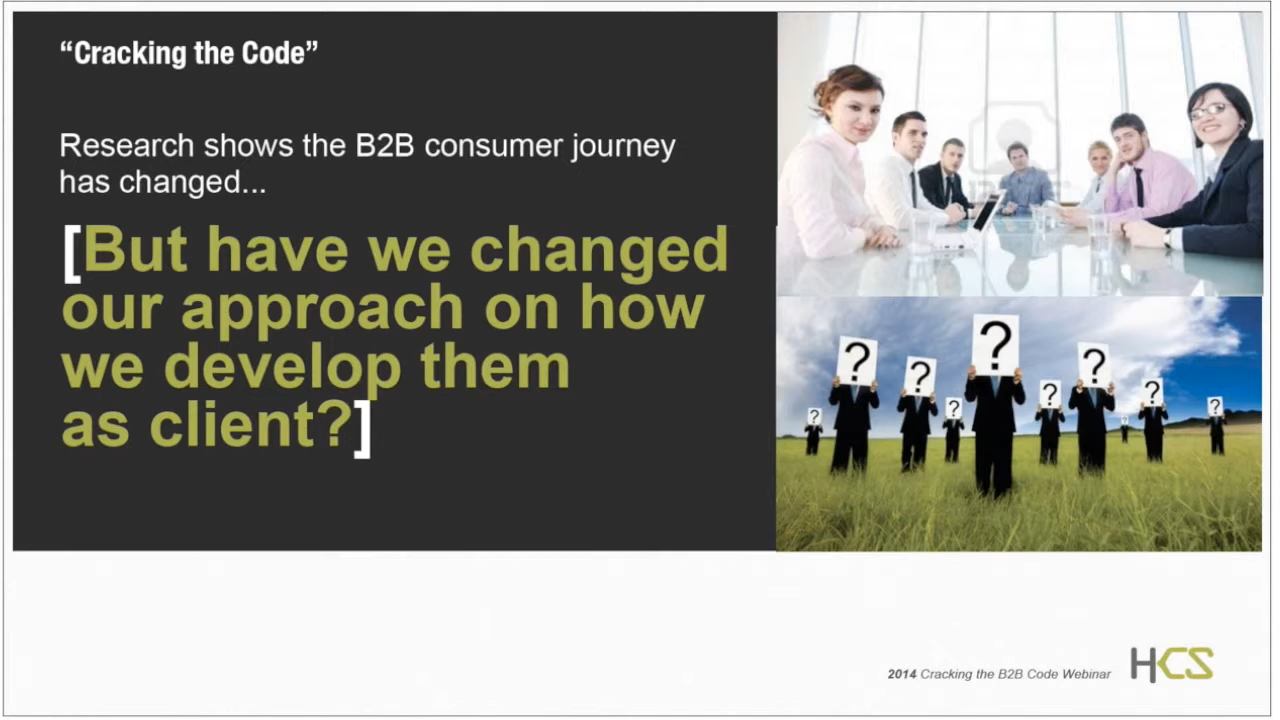 “Cracking the Code”
Research shows the B2B consumer journey
has changed...
[But have we changed
our approach on how
we develop them
as client?]
?
?
?
?
?
?
?
?
?
?
2014 Cracking the B2B Code Webinar
HCS